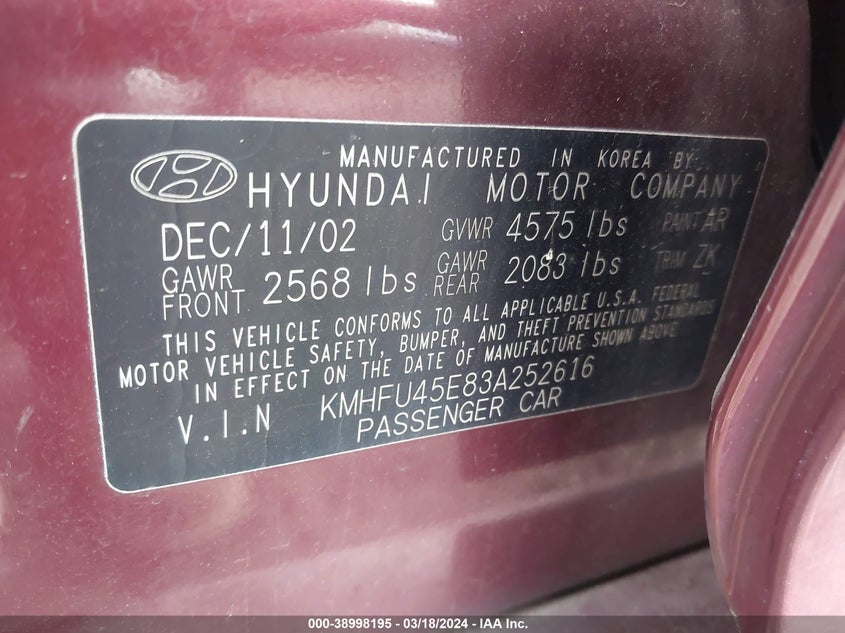 MANUFACTURED IN KOREA BY
HYUNDAI MOTOR COMPANY
DEC/11/02 GVWR 4575 lbs PAINT AR
GAWR FRONT 2568 lbs GAWR REAR 2083 lbs TRIM ZK
THIS VEHICLE CONFORMS TO ALL APPLICABLE U.S.A. FEDERAL
MOTOR VEHICLE SAFETY, BUMPER, AND THEFT PREVENTION STANDARDS
IN EFFECT ON THE DATE OF MANUFACTURE SHOWN ABOVE
V.I.N KMHFU45E83A252616
PASSENGER CAR
000-38998195 - 03/18/2024 - IAA Inc.